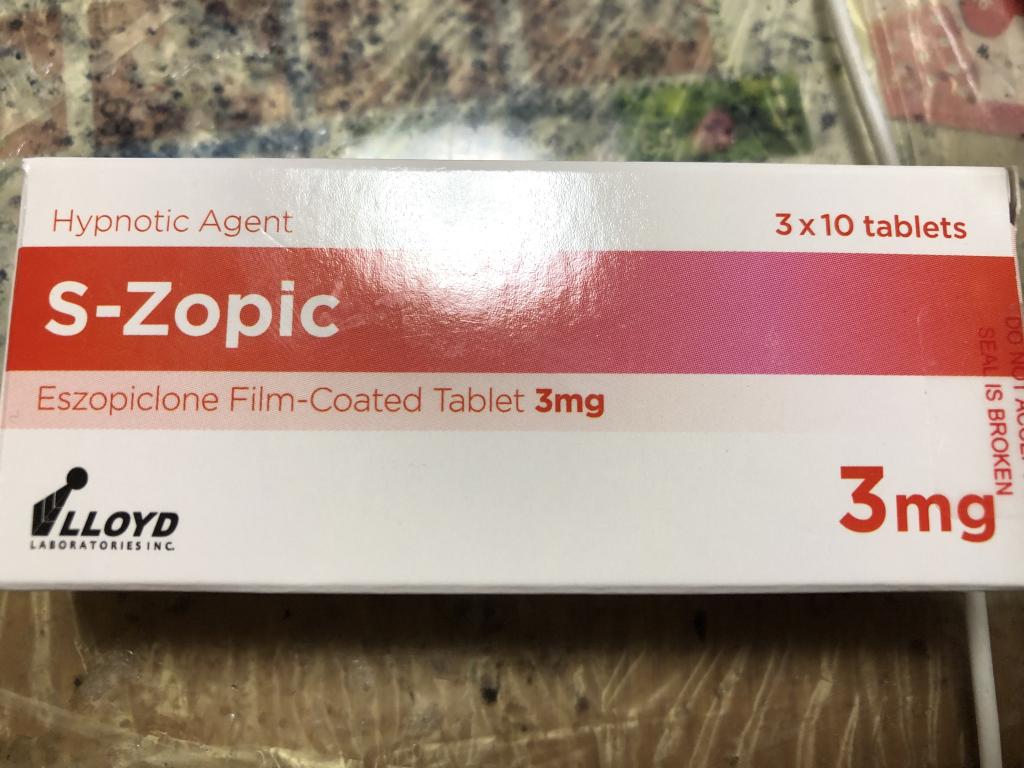 Hypnotic Agent
3 x 10 tablets
S-Zopic
Eszopiclone Film-Coated Tablet 3mg
LLOYD
LABORATORIES INC.
3mg
DO NOT
SEAL IS BROKEN